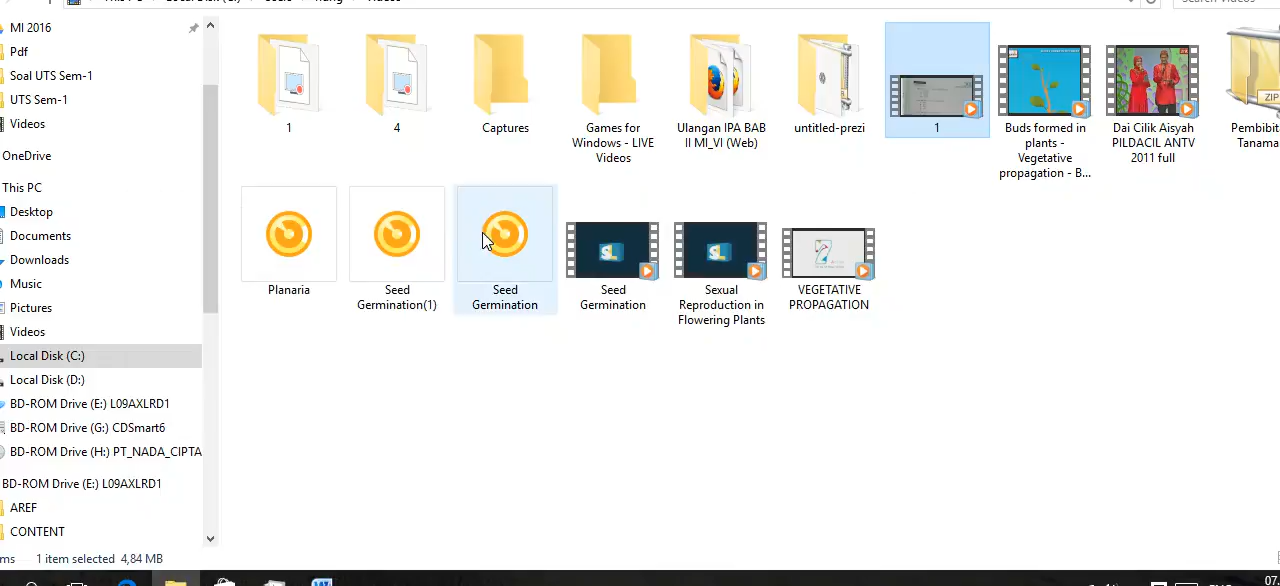 MI 2016
Pdf
Soal UTS Sem-1
UTS Sem-1
Videos
OneDrive
This PC
Desktop
Documents
Downloads
Music
Pictures
Videos
Local Disk (C:)
Local Disk (D:)
BD-ROM Drive (E:) L09AXLRD1
BD-ROM Drive (G:) CDSmart6
BD-ROM Drive (H:) PT_NADA_CIPTA
BD-ROM Drive (E:) L09AXLRD1
AREF
CONTENT
1
4
Captures
Games for
Windows - LIVE
Videos
Ulangan IPA BAB
II MI_VI (Web)
untitled-prezi
1
Buds formed in
plants -
Vegetative
propagation - B...
Dai Cilik Aisyah
PILDACIL ANTV
2011 full
ZIP
Pembibit
Tanama
Planaria
Seed
Germination(1)
Seed
Germination
SL
Seed
Germination
SL
Sexual
Reproduction in
Flowering Plants
VEGETATIVE
PROPAGATION
ms 1 item selected 4,84 MB
07.